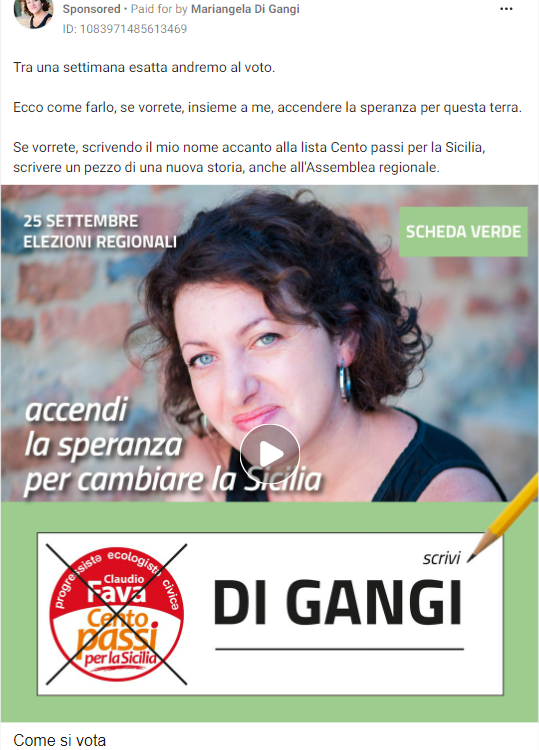 Sponsored • Paid for by Mariangela Di Gangi
ID: 1083971485613469
Tra una settimana esatta andremo al voto.
Ecco come farlo, se vorrete, insieme a me, accendere la speranza per questa terra.
Se vorrete, scrivendo il mio nome accanto alla lista Cento passi per la Sicilia,
scrivere un pezzo di una nuova storia, anche all'Assemblea regionale.
25 SETTEMBRE
ELEZIONI REGIONALI
SCHEDA VERDE
accendi
la speranza
per cambiare la Sicilia
scrivi
progressista ecologista civica
Claudio
Fava
Cento
passi
per la Sicilia
DI GANGI
Come si vota